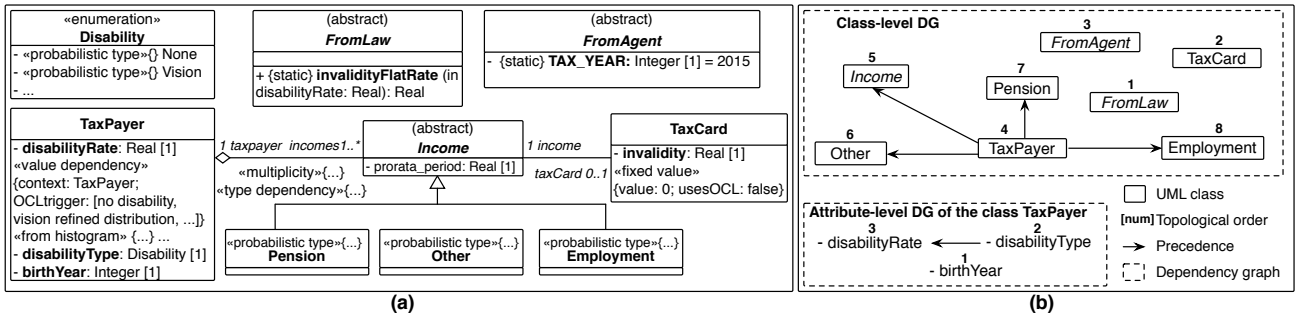 «enumeration»
Disability
- «probabilistic type»{} None
- «probabilistic type»{} Vision
- ...
(abstract)
FromLaw
+ {static} invalidityFlatRate (in
disabilityRate: Real): Real
(abstract)
FromAgent
- {static} TAX_YEAR: Integer [1] = 2015
TaxPayer
- disabilityRate: Real [1]
«value dependency»
{context: TaxPayer;
OCLtrigger: [no disability,
vision refined distribution, ...]}
«from histogram» {...} ...
- disabilityType: Disability [1]
- birthYear: Integer [1]
1 taxpayer incomes1..*
«multiplicity»{...}
«type dependency»{...}
(abstract)
Income
- prorata_period: Real [1]
1 income
taxCard 0..1
TaxCard
- invalidity: Real [1]
«fixed value»
{value: 0; usesOCL: false}
«probabilistic type»{...}
Pension
«probabilistic type»{...}
Other
«probabilistic type»{...}
Employment
(a)
Class-level DG
3
FromAgent
2
TaxCard
5
Income
7
Pension
1
FromLaw
6
Other
4
TaxPayer
8
Employment
Attribute-level DG of the class TaxPayer
3
- disabilityRate
2
- disabilityType
1
- birthYear
UML class
[num] Topological order
Precedence
Dependency graph
(b)